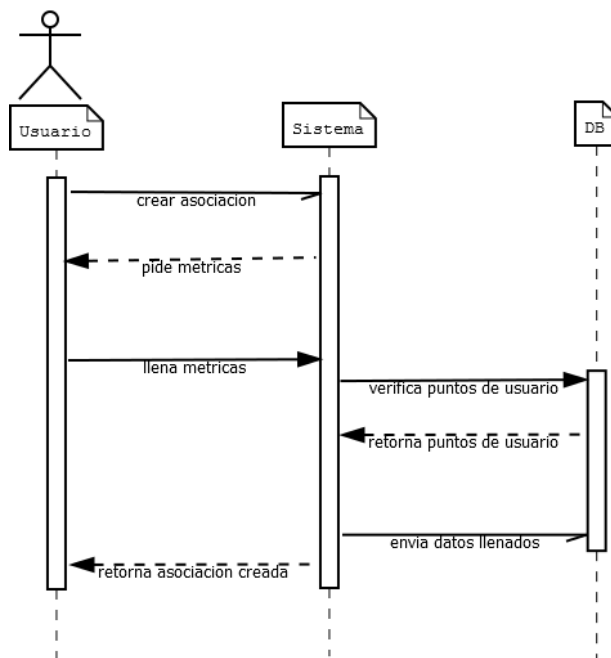 Usuario
Sistema
DB
crear asociacion
pide metricas
llena metricas
verifica puntos de usuario
retorna puntos de usuario
envia datos llenados
retorna asociacion creada